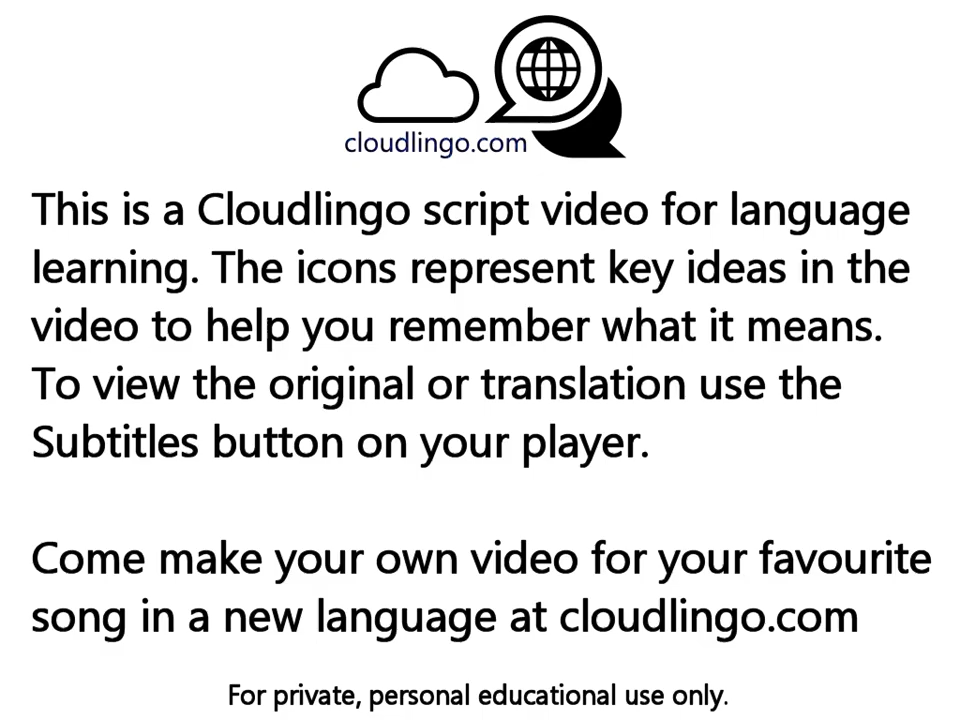 cloudlingo.com
This is a Cloudlingo script video for language
learning. The icons represent key ideas in the
video to help you remember what it means.
To view the original or translation use the
Subtitles button on your player.
Come make your own video for your favourite
song in a new language at cloudlingo.com
For private, personal educational use only.